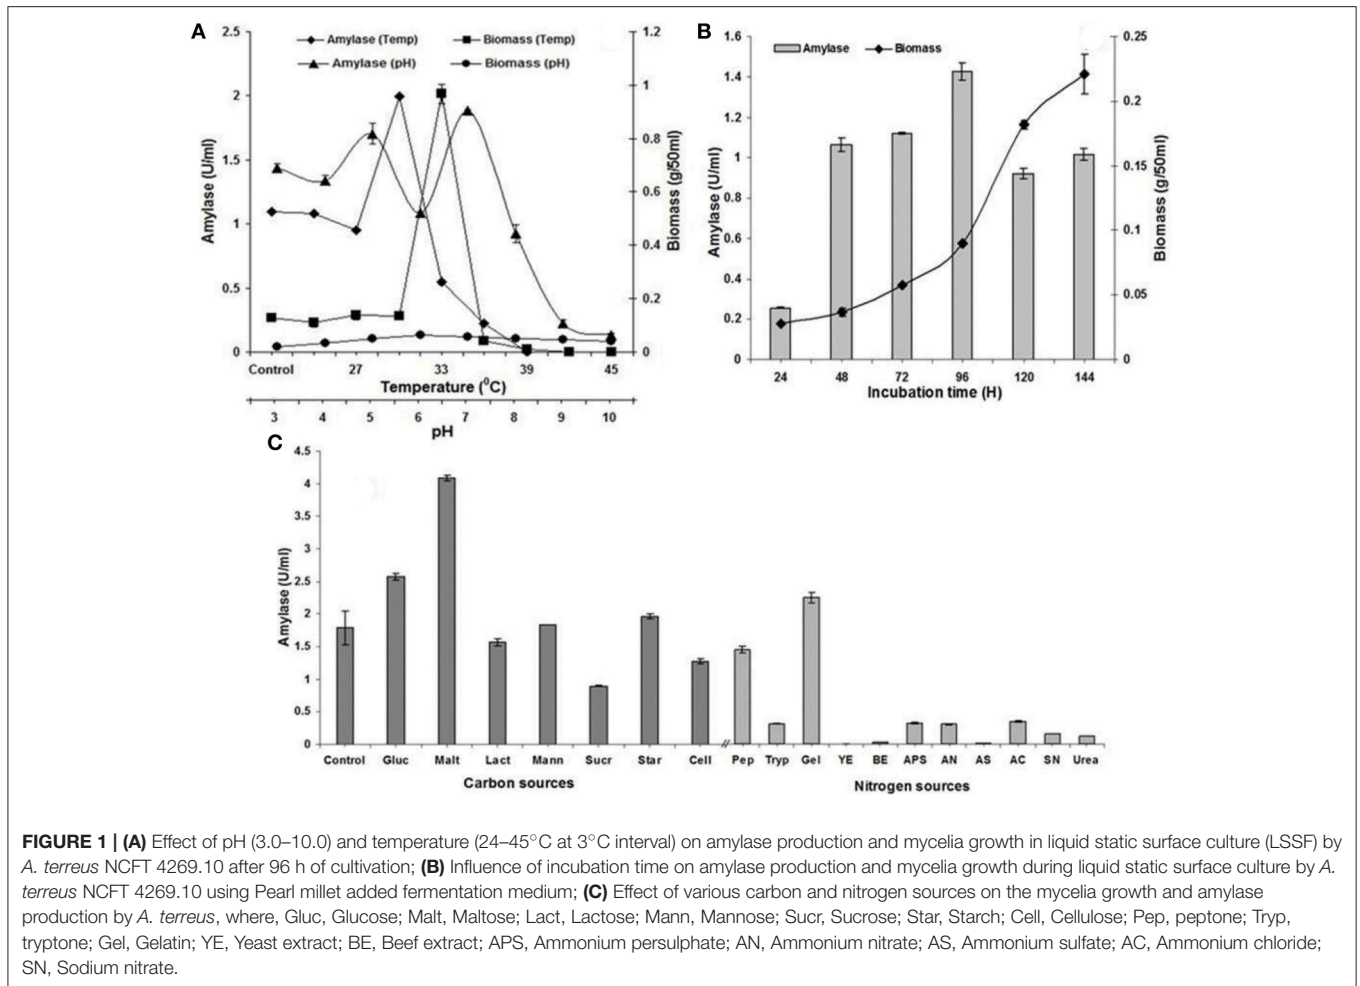 A
Amylase (Temp)
Biomass (Temp)
Amylase (pH)
Biomass (pH)
2.5
2
1.5
1
0.5
0
Amylase (U/ml)
1.2
1
0.8
0.6
0.4
0.2
0
Biomass (g/50ml)
Control 27 33 39 45
Temperature (⁰C)
3 4 5 6 7 8 9 10
pH
B
Amylase
Biomass
1.6
1.4
1.2
1
0.8
0.6
0.4
0.2
0
Amylase (U/ml)
0.25
0.2
0.15
0.1
0.05
0
Biomass (g/50ml)
24 48 72 96 120 144
Incubation time (H)
C
4.5
4
3.5
3
2.5
2
1.5
1
0.5
0
Amylase (U/ml)
Control Gluc Malt Lact Mann Sucr Star Cell Pep Tryp Gel YE BE APS AN AS AC SN Urea
Carbon sources
Nitrogen sources
FIGURE 1 | (A) Effect of pH (3.0–10.0) and temperature (24–45°C at 3°C interval) on amylase production and mycelia growth in liquid static surface culture (LSSF) by
A. terreus NCFT 4269.10 after 96 h of cultivation; (B) Influence of incubation time on amylase production and mycelia growth during liquid static surface culture by A.
terreus NCFT 4269.10 using Pearl millet added fermentation medium; (C) Effect of various carbon and nitrogen sources on the mycelia growth and amylase
production by A. terreus, where, Gluc, Glucose; Malt, Maltose; Lact, Lactose; Mann, Mannose; Sucr, Sucrose; Star, Starch; Cell, Cellulose; Pep, peptone; Tryp,
tryptone; Gel, Gelatin; YE, Yeast extract; BE, Beef extract; APS, Ammonium persulphate; AN, Ammonium nitrate; AS, Ammonium sulfate; AC, Ammonium chloride;
SN, Sodium nitrate.